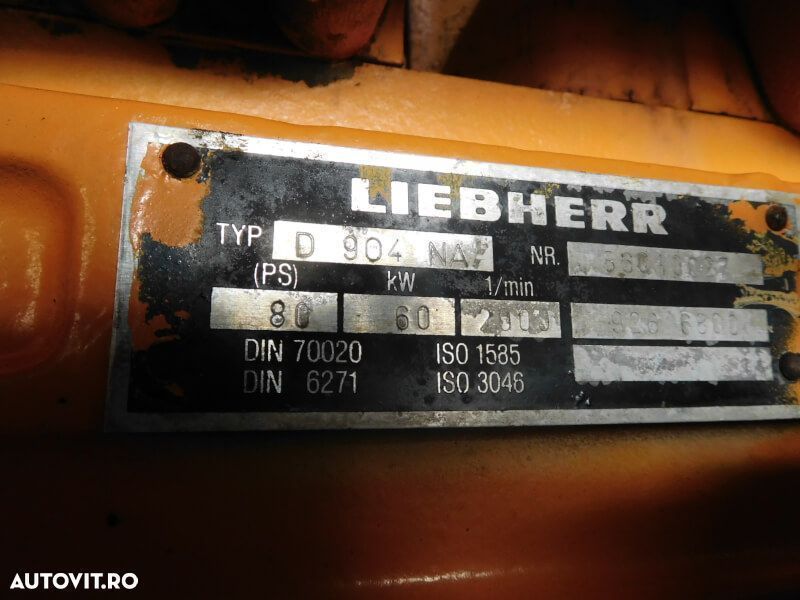 LIEBHERR
TYP D 904 NA NR.
(PS) kW 1/min
80 60 2000
DIN 70020 ISO 1585
DIN 6271 ISO 3046
AUTOVIT.RO